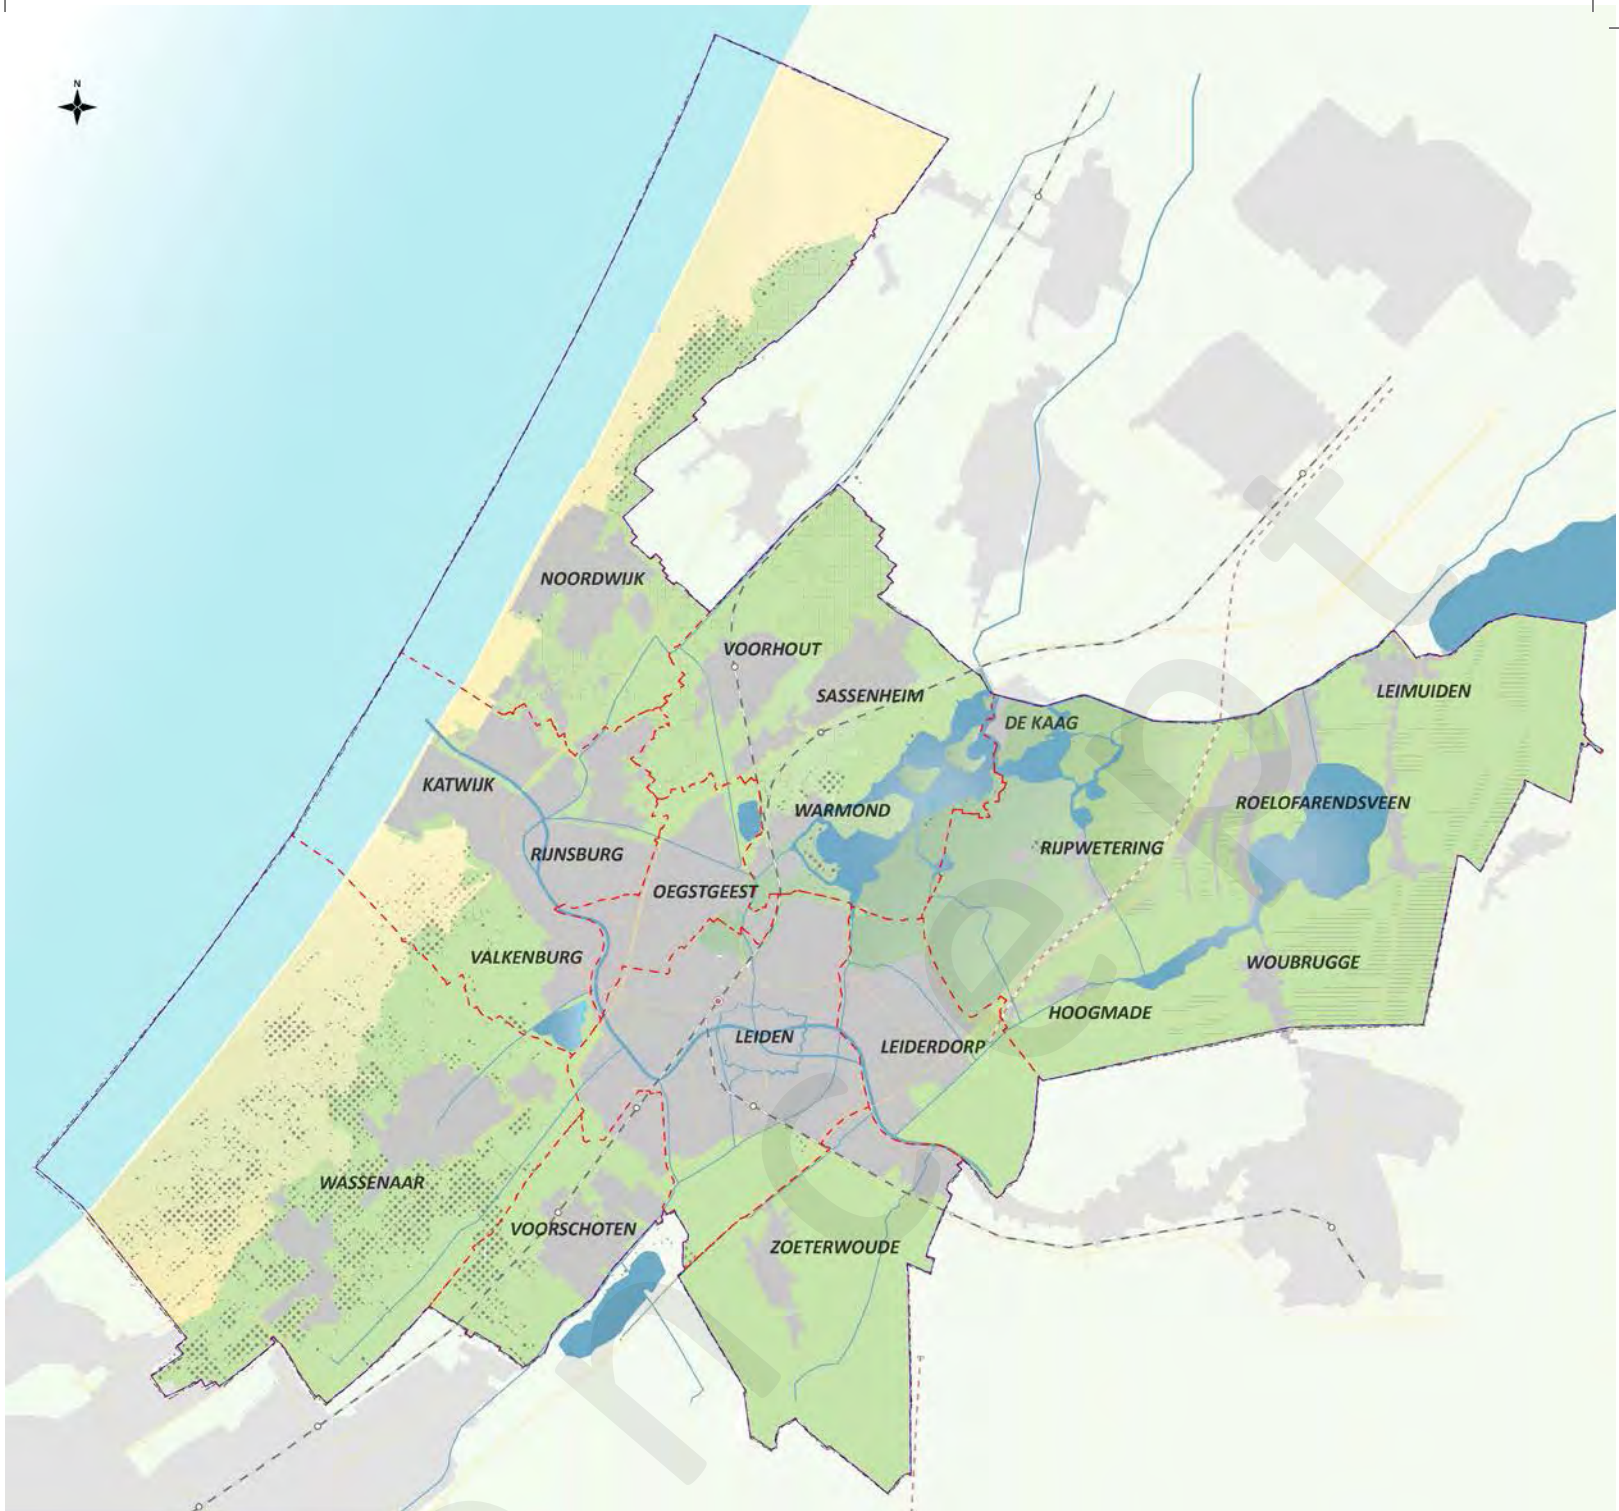 N
NOORDWIJK
VOORHOUT
SASSENHEIM
LEIMUIDEN
DE KAAG
KATWIJK
WARMOND
ROELOFARENDSVEEN
RIJNSBURG
RIJPWETERING
OEGSTGEEST
VALKENBURG
WOUBRUGGE
HOOGMADE
LEIDEN
LEIDERDORP
WASSENAAR
VOORSCHOTEN
ZOETERWOUDE
ncept